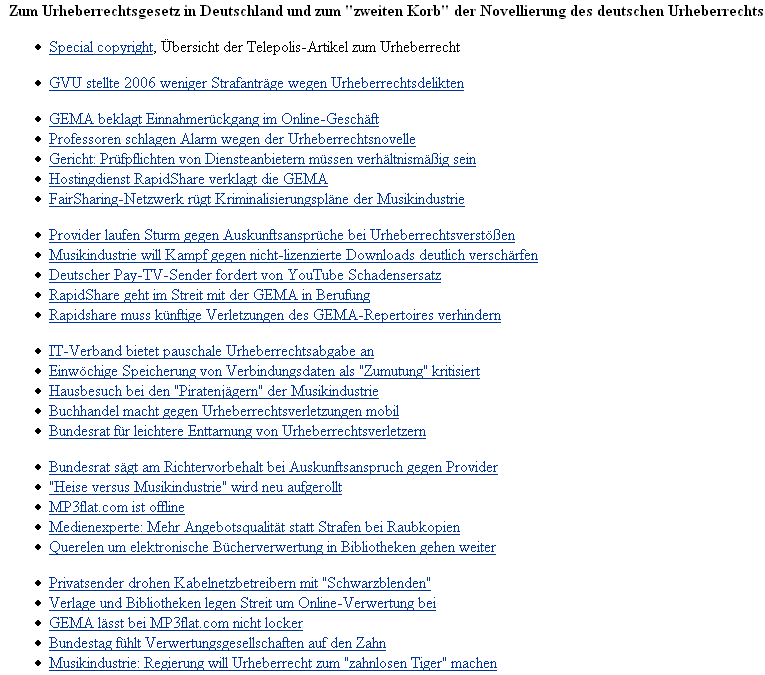 Zum Urheberrechtsgesetz in Deutschland und zum "zweiten Korb" der Novellierung des deutschen Urheberrechts
Special copyright, Übersicht der Telepolis-Artikel zum Urheberrecht
GVU stellte 2006 weniger Strafanträge wegen Urheberrechtsdelikten
GEMA beklagt Einnahmerückgang im Online-Geschäft
Professoren schlagen Alarm wegen der Urheberrechtsnovelle
Gericht: Prüfpflichten von Diensteanbietern müssen verhältnismäßig sein
Hostingdienst RapidShare verklagt die GEMA
FairSharing-Netzwerk rügt Kriminalisierungspläne der Musikindustrie
Provider laufen Sturm gegen Auskunftsansprüche bei Urheberrechtsverstößen
Musikindustrie will Kampf gegen nicht-lizenzierte Downloads deutlich verschärfen
Deutscher Pay-TV-Sender fordert von YouTube Schadensersatz
RapidShare geht im Streit mit der GEMA in Berufung
Rapidshare muss künftige Verletzungen des GEMA-Repertoires verhindern
IT-Verband bietet pauschale Urheberrechtsabgabe an
Einwöchige Speicherung von Verbindungsdaten als "Zumutung" kritisiert
Hausbesuch bei den "Piratenjägern" der Musikindustrie
Buchhandel macht gegen Urheberrechtsverletzungen mobil
Bundesrat für leichtere Enttarnung von Urheberrechtsverletzern
Bundesrat sägt am Richtervorbehalt bei Auskunftsanspruch gegen Provider
"Heise versus Musikindustrie" wird neu aufgerollt
MP3flat.com ist offline
Medienexperte: Mehr Angebotsqualität statt Strafen bei Raubkopien
Querelen um elektronische Bücherverwertung in Bibliotheken gehen weiter
Privatsender drohen Kabelnetzbetreibern mit "Schwarzblenden"
Verlage und Bibliotheken legen Streit um Online-Verwertung bei
GEMA lässt bei MP3flat.com nicht locker
Bundestag fühlt Verwertungsgesellschaften auf den Zahn
Musikindustrie: Regierung will Urheberrecht zum "zahnlosen Tiger" machen